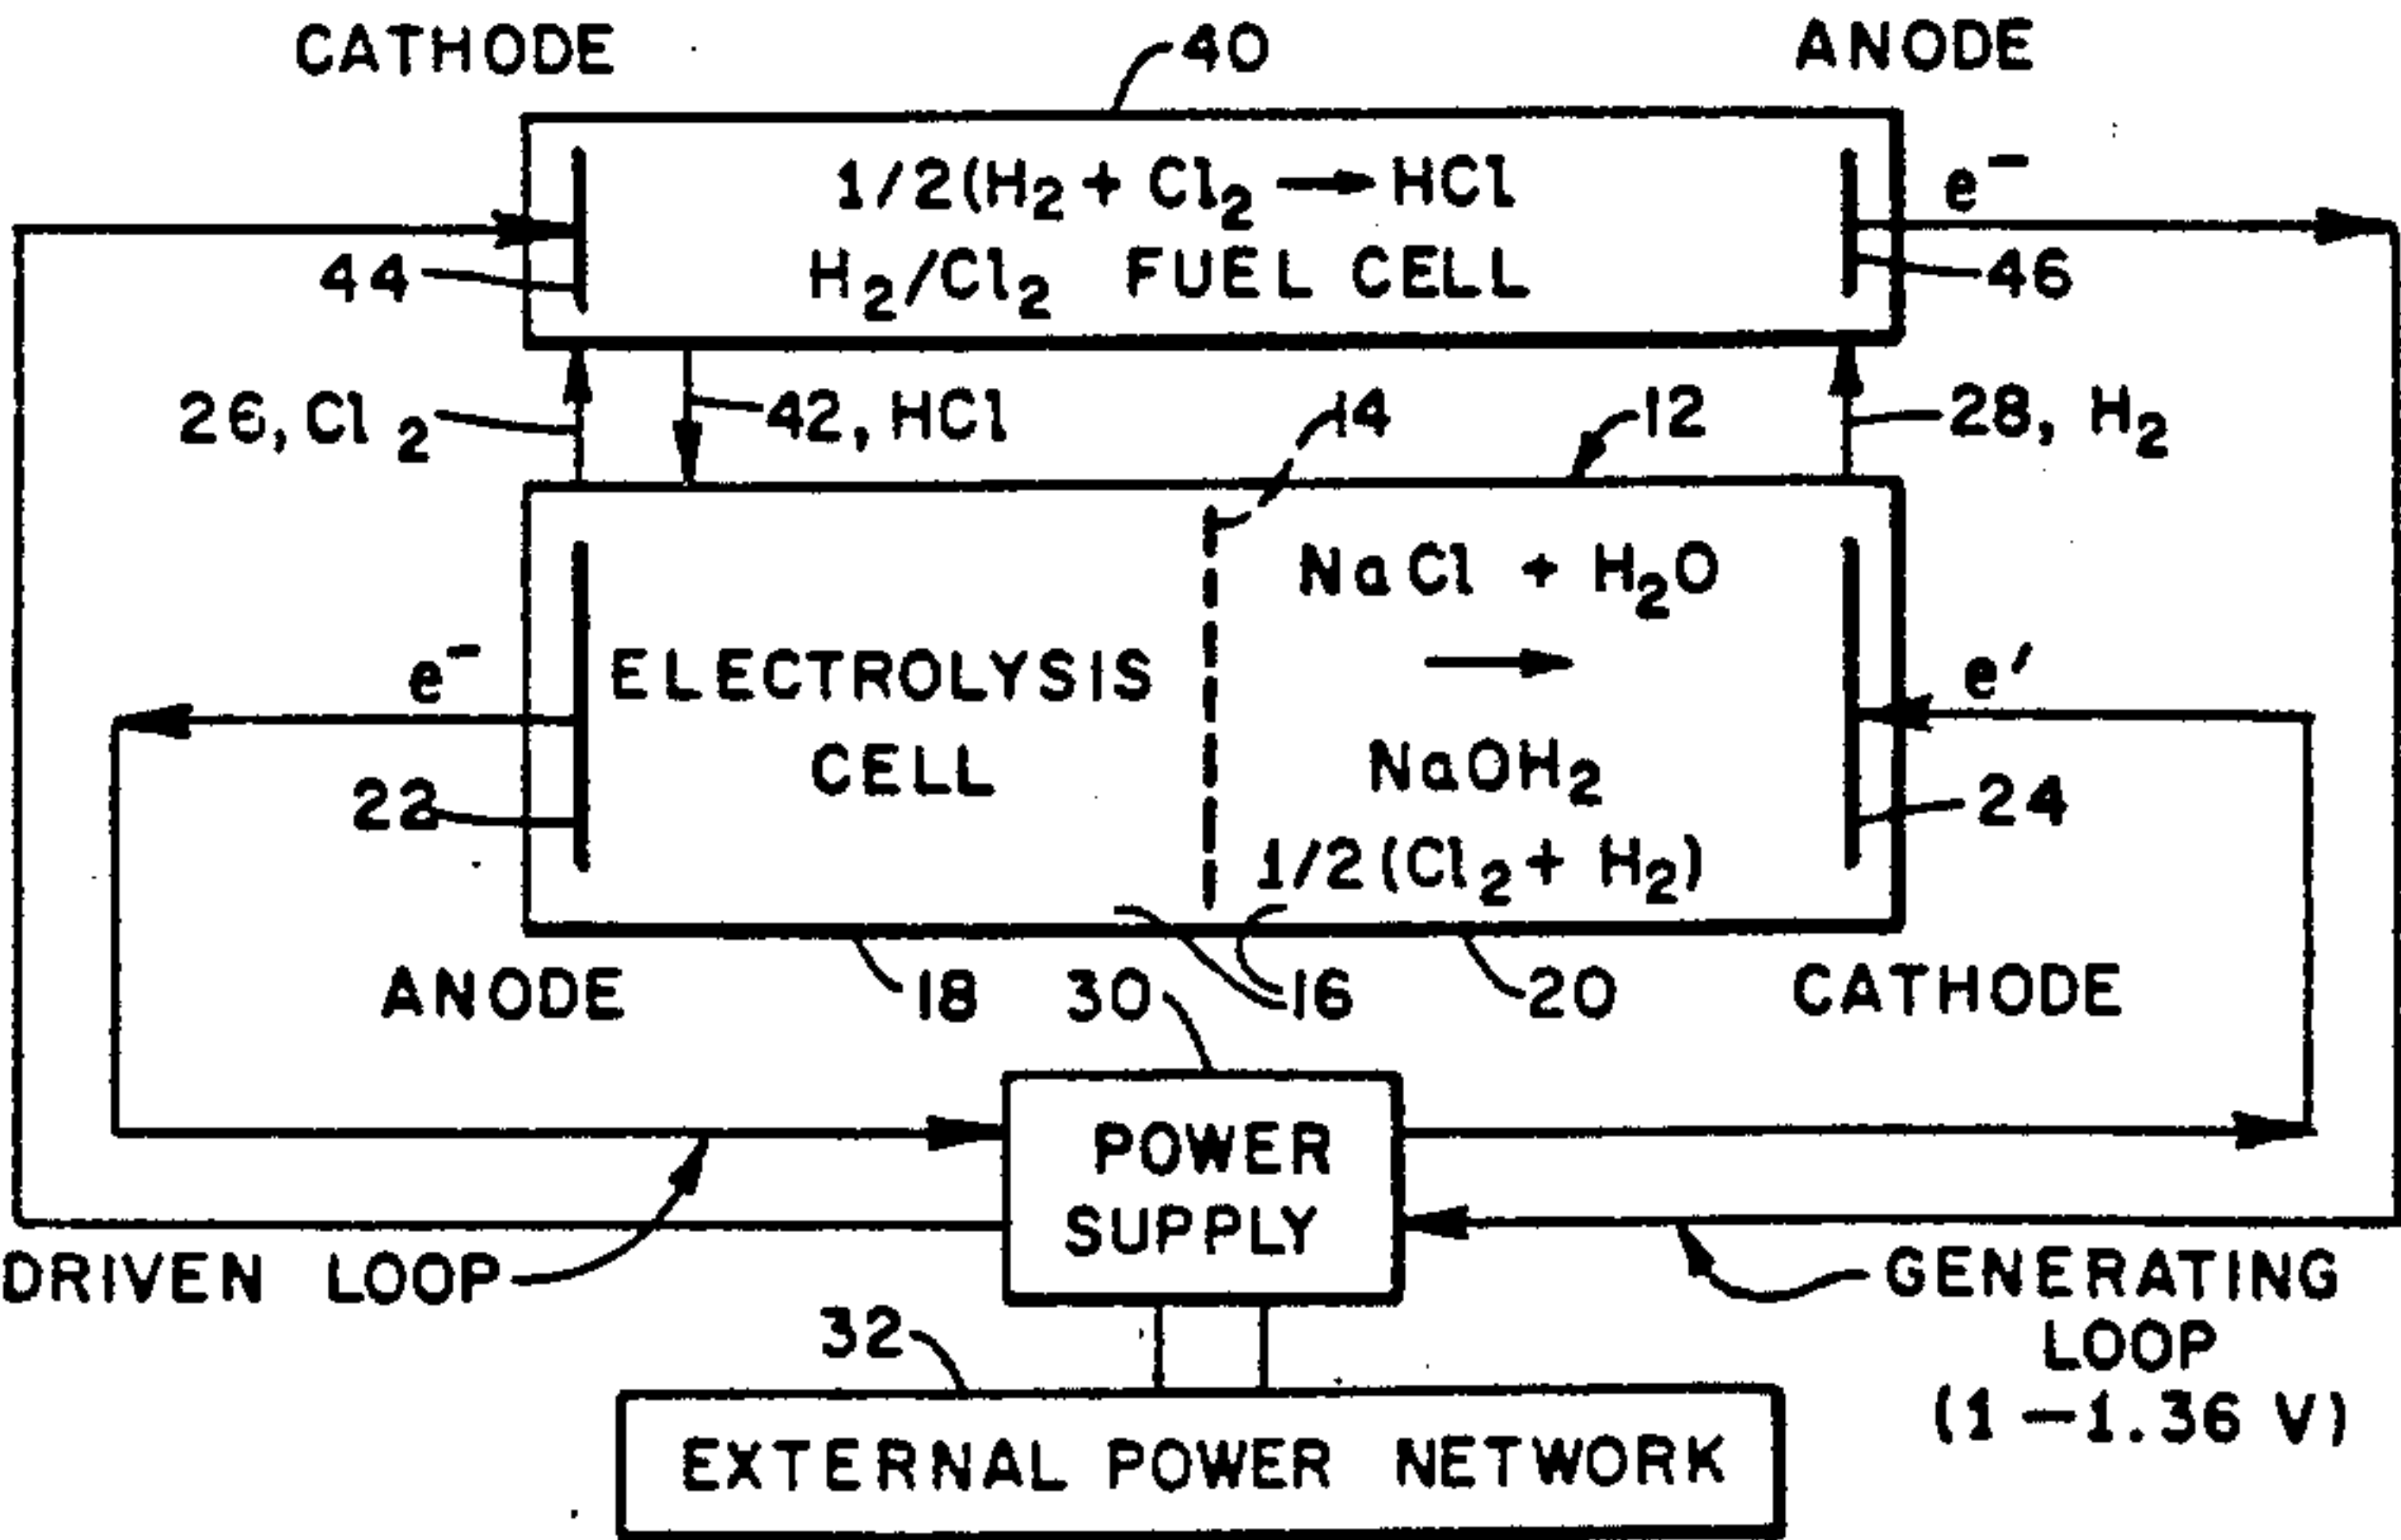 CATHODE
40
ANODE
1/2(H₂ + Cl₂ → HCl
e⁻
H₂/Cl₂ FUEL CELL
44
46
26, Cl₂
42, HCl
14
12
28, H₂
NaCl + H₂O
→
e⁻
ELECTROLYSIS
CELL
e′
NaOH₂
22
24
1/2(Cl₂ + H₂)
ANODE
18
30
16
20
CATHODE
POWER
SUPPLY
DRIVEN LOOP
GENERATING
LOOP
(1 – 1.36 V)
32
EXTERNAL POWER NETWORK